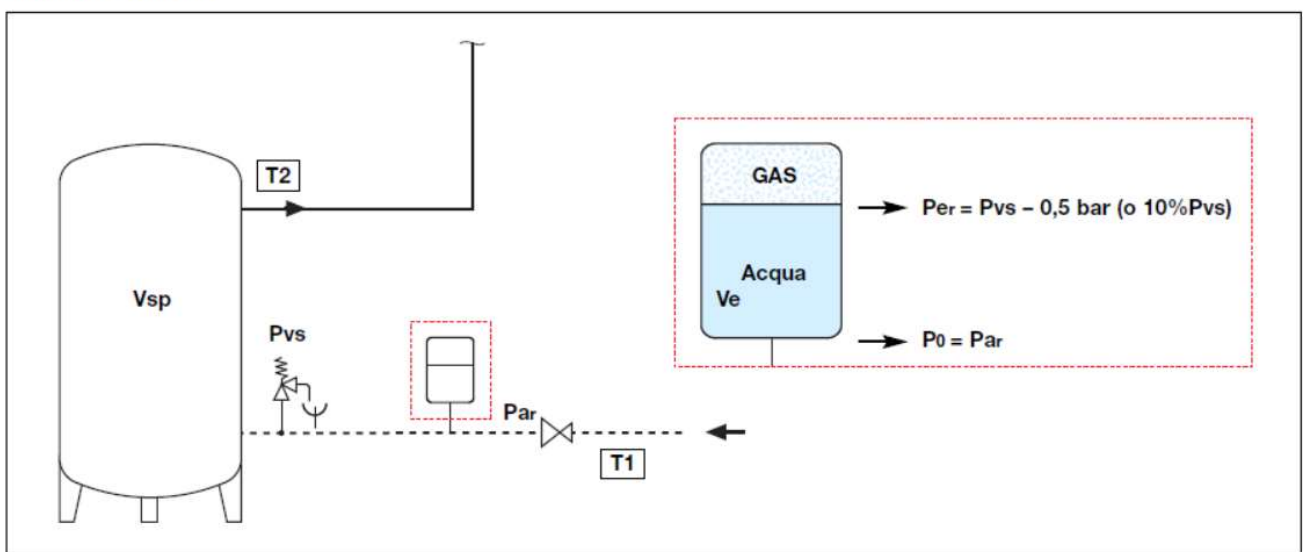 T2
GAS
Per = Pvs – 0,5 bar (o 10%Pvs)
Acqua
Ve
Vsp
Pvs
P0 = Par
Par
T1